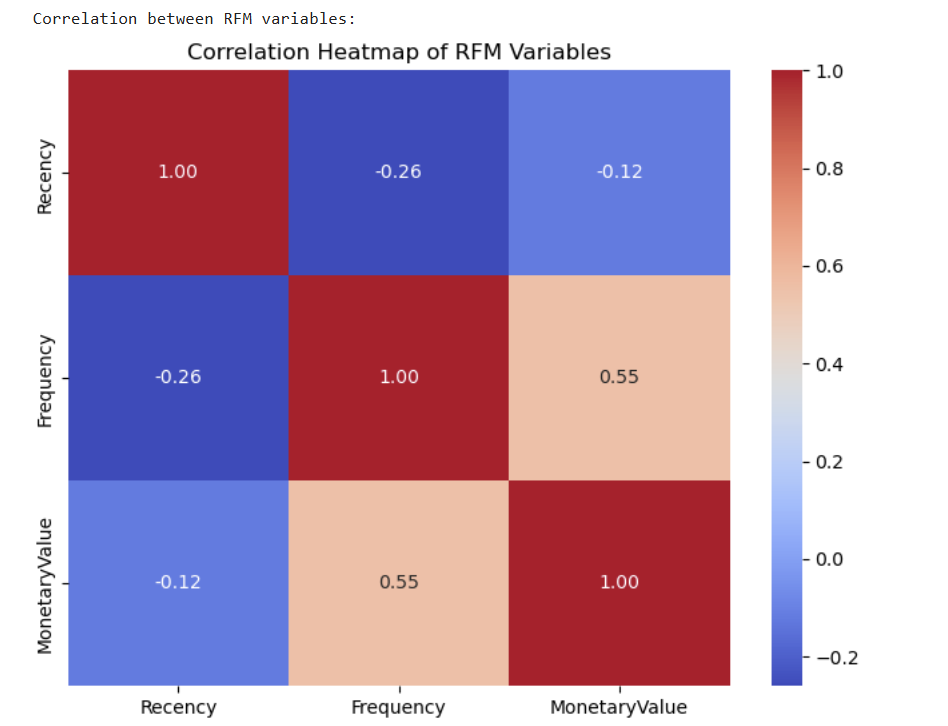 Correlation between RFM variables:
Correlation Heatmap of RFM Variables
Recency
1.00
-0.26
-0.12
Frequency
-0.26
1.00
0.55
MonetaryValue
-0.12
0.55
1.00
Recency
Frequency
MonetaryValue
1.0
0.8
0.6
0.4
0.2
0.0
−0.2